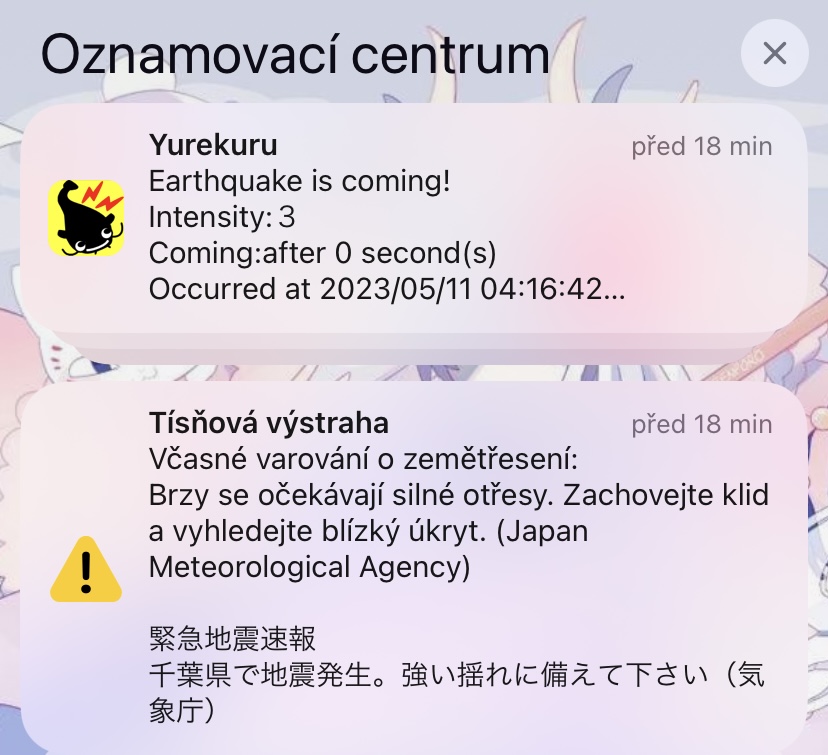 Oznamovací centrum
Yurekuru
před 18 min
Earthquake is coming!
Intensity: 3
Coming:after 0 second(s)
Occurred at 2023/05/11 04:16:42...
Tísňová výstraha
před 18 min
Včasné varování o zemětřesení:
Brzy se očekávají silné otřesy. Zachovejte klid
a vyhledejte blízký úkryt. (Japan
Meteorological Agency)
緊急地震速報
千葉県で地震発生。強い揺れに備えて下さい（気
象庁）